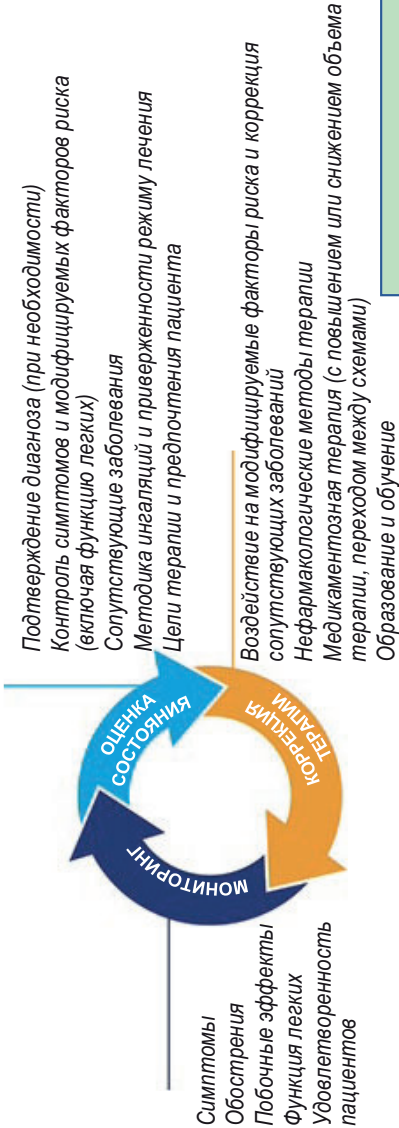 Подтверждение диагноза (при необходимости)
Контроль симптомов и модифицируемых факторов риска
(включая функцию легких)
Сопутствующие заболевания
Методика ингаляций и приверженности режиму лечения
Цели терапии и предпочтения пациента
ОЦЕНКА
СОСТОЯНИЯ
КОРРЕКЦИЯ
ТЕРАПИИ
МОНИТОРИНГ
Воздействие на модифицируемые факторы риска и коррекция
сопутствующих заболеваний
Нефармакологические методы терапии
Медикаментозная терапия (с повышением или снижением объема
терапии, переходом между схемами)
Образование и обучение
Симптомы
Обострения
Побочные эффекты
Функция легких
Удовлетворенность
пациентов